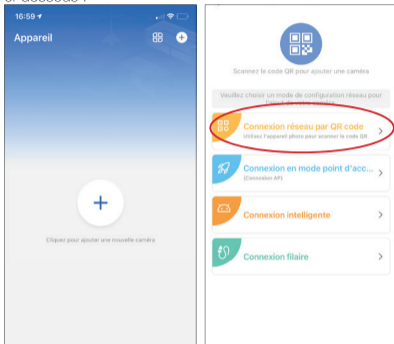 16:59
Appareil
Cliquez pour ajouter une nouvelle caméra
Scannez le code QR pour ajouter une caméra
Veuillez choisir un mode de configuration réseau pour
Connexion réseau par QR code
Utilisez l'appareil photo pour scanner le code QR
Connexion en mode point d'acc...
(Connexion AP)
Connexion intelligente
Connexion filaire